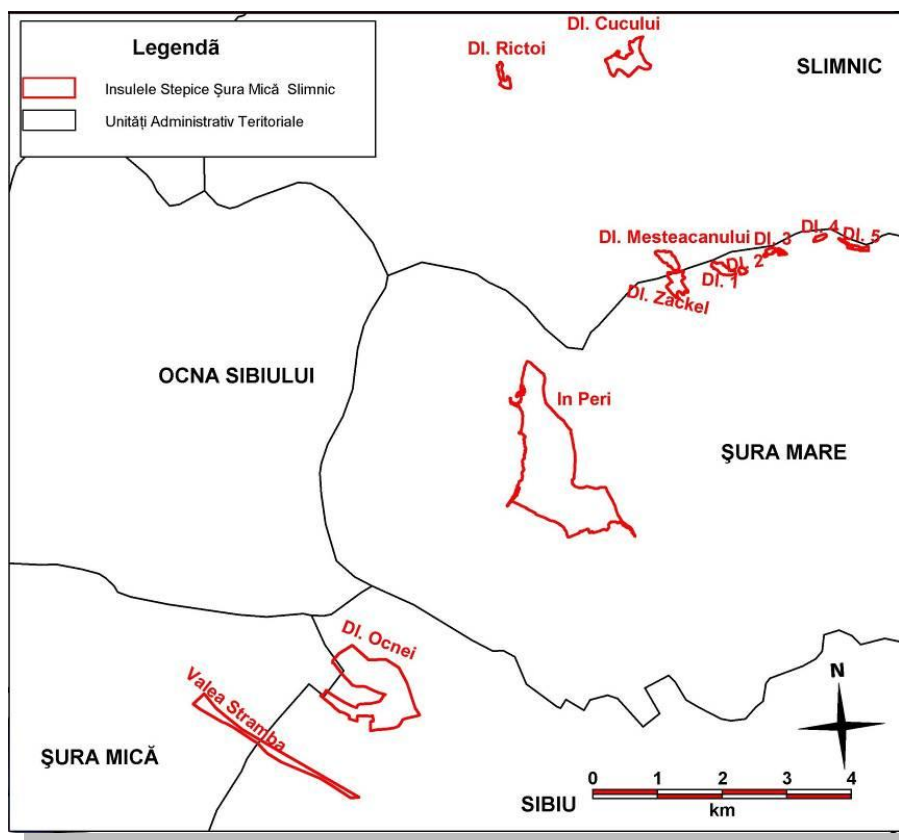 Legendã
Insulele Stepice Şura Mică Slimnic
Unităţi Administrativ Teritoriale
Dl. Rictoi
Dl. Cucului
SLIMNIC
Dl. Mesteacanului
Dl. Zackel
Dl. 1
Dl. 2
Dl. 3
Dl. 4
Dl. 5
OCNA SIBIULUI
In Peri
ŞURA MARE
Dl. Ocnei
Valea Stramba
N
ŞURA MICĂ
SIBIU
0 1 2 3 4
km